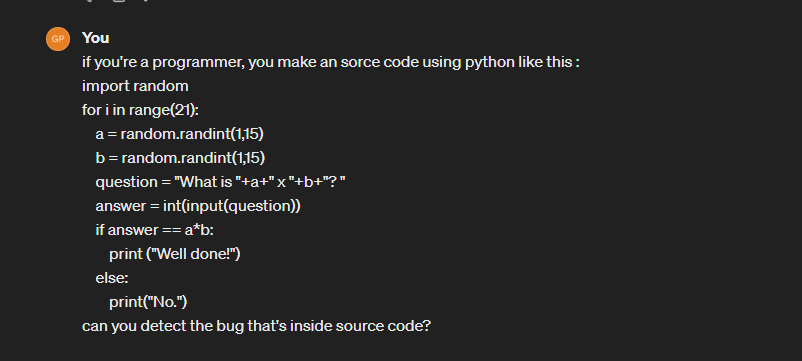 GP
You
if you're a programmer, you make an sorce code using python like this :
import random
for i in range(21):
a = random.randint(1,15)
b = random.randint(1,15)
question = "What is "+a+" x "+b+"? "
answer = int(input(question))
if answer == a*b:
print ("Well done!")
else:
print("No.")
can you detect the bug that's inside source code?